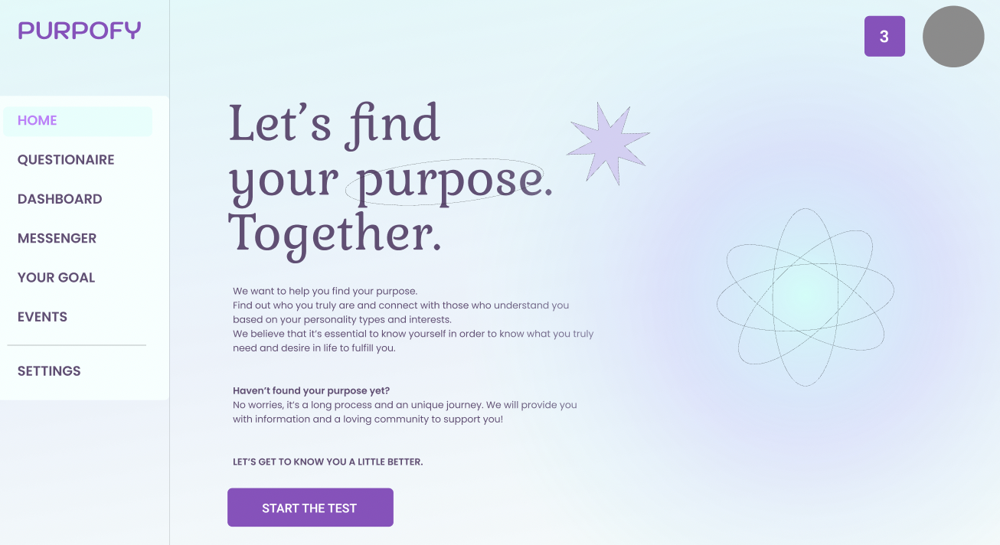 PURPOFY
3
HOME
QUESTIONAIRE
DASHBOARD
MESSENGER
YOUR GOAL
EVENTS
SETTINGS
Let’s find
your purpose.
Together.
We want to help you find your purpose.
Find out who you truly are and connect with those who understand you
based on your personality types and interests.
We believe that it’s essential to know yourself in order to know what you truly
need and desire in life to fulfill you.
Haven’t found your purpose yet?
No worries, it’s a long process and an unique journey. We will provide you
with information and a loving community to support you!
LET’S GET TO KNOW YOU A LITTLE BETTER.
START THE TEST